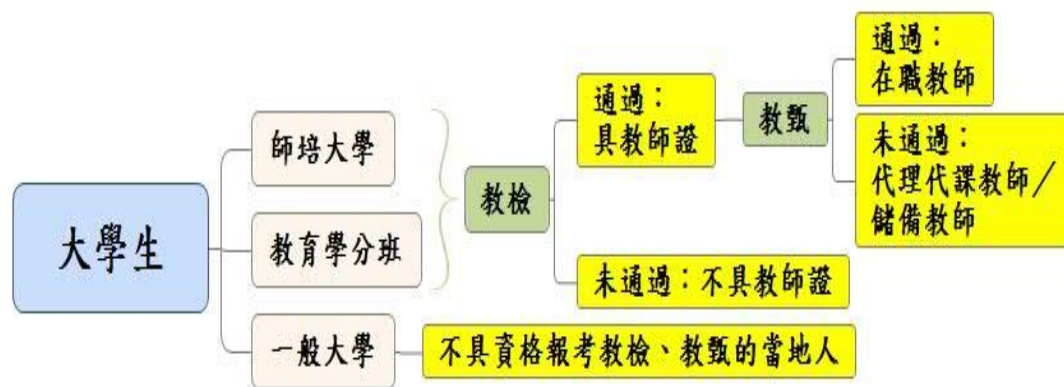 大學生
師培大學
教育學分班
一般大學
教檢
通過：
具教師證
未通過：不具教師證
教甄
通過：
在職教師
未通過：
代理代課教師／
儲備教師
不具資格報考教檢、教甄的當地人